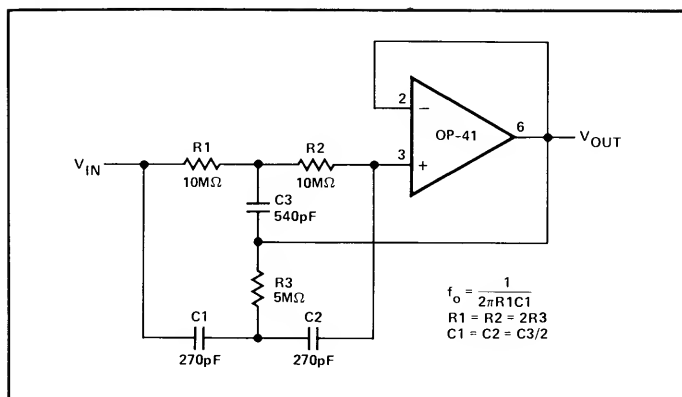 2
−
OP-41
6
V_OUT
3
+
V_IN
R1
10MΩ
R2
10MΩ
C3
540pF
R3
5MΩ
C1
270pF
C2
270pF
f_o = 1 / 2πR1C1
R1 = R2 = 2R3
C1 = C2 = C3/2